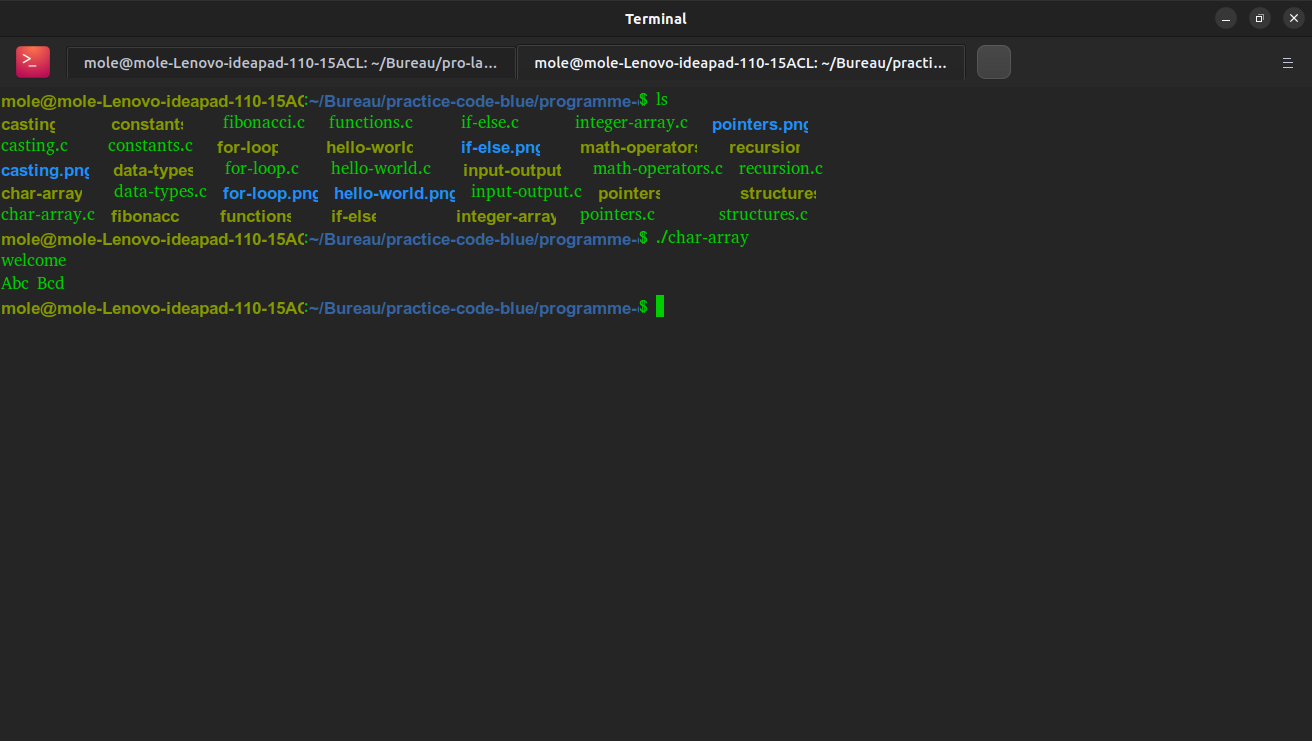 Terminal
>_ mole@mole-Lenovo-ideapad-110-15ACL: ~/Bureau/pro-la... mole@mole-Lenovo-ideapad-110-15ACL: ~/Bureau/practi...
mole@mole-Lenovo-ideapad-110-15AC:~/Bureau/practice-code-blue/programme-$ ls
casting constants fibonacci.c functions.c if-else.c integer-array.c pointers.png
casting.c constants.c for-loop hello-world if-else.png math-operators recursion
casting.png data-types for-loop.c hello-world.c input-output math-operators.c recursion.c
char-array data-types.c for-loop.png hello-world.png input-output.c pointers structures
char-array.c fibonacc functions if-else integer-array pointers.c structures.c
mole@mole-Lenovo-ideapad-110-15AC:~/Bureau/practice-code-blue/programme-$ ./char-array
welcome
Abc Bcd
mole@mole-Lenovo-ideapad-110-15AC:~/Bureau/practice-code-blue/programme-$